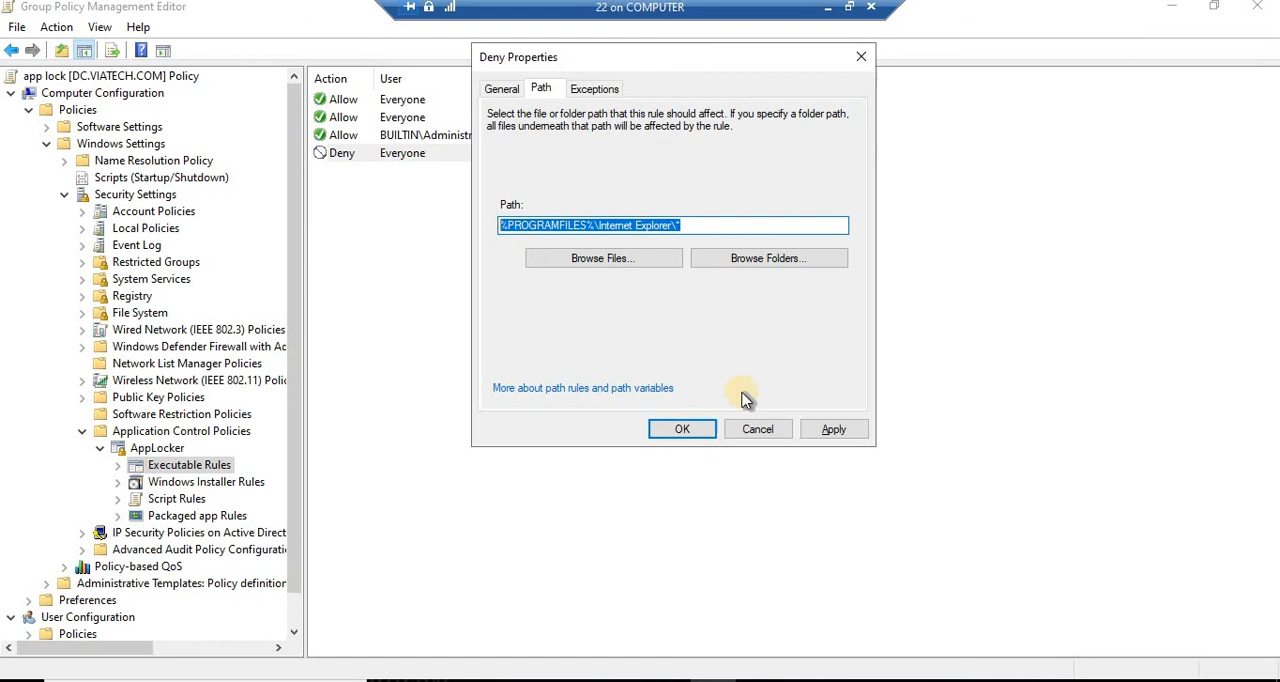 Group Policy Management Editor
22 on COMPUTER
File Action View Help
app lock [DC.VIATECH.COM] Policy
Computer Configuration
Policies
Software Settings
Windows Settings
Name Resolution Policy
Scripts (Startup/Shutdown)
Security Settings
Account Policies
Local Policies
Event Log
Restricted Groups
System Services
Registry
File System
Wired Network (IEEE 802.3) Policies
Windows Defender Firewall with Ad
Network List Manager Policies
Wireless Network (IEEE 802.11) Polic
Public Key Policies
Software Restriction Policies
Application Control Policies
AppLocker
Executable Rules
Windows Installer Rules
Script Rules
Packaged app Rules
IP Security Policies on Active Direct
Advanced Audit Policy Configurati
Policy-based QoS
Administrative Templates: Policy definition
Preferences
User Configuration
Policies
Action User
Allow Everyone
Allow Everyone
Allow BUILTIN\Administr
Deny Everyone
Deny Properties
General Path Exceptions
Select the file or folder path that this rule should affect. If you specify a folder path,
all files underneath that path will be affected by the rule.
Path:
%PROGRAMFILES%\Internet Explorer\*
Browse Files... Browse Folders...
More about path rules and path variables
OK Cancel Apply